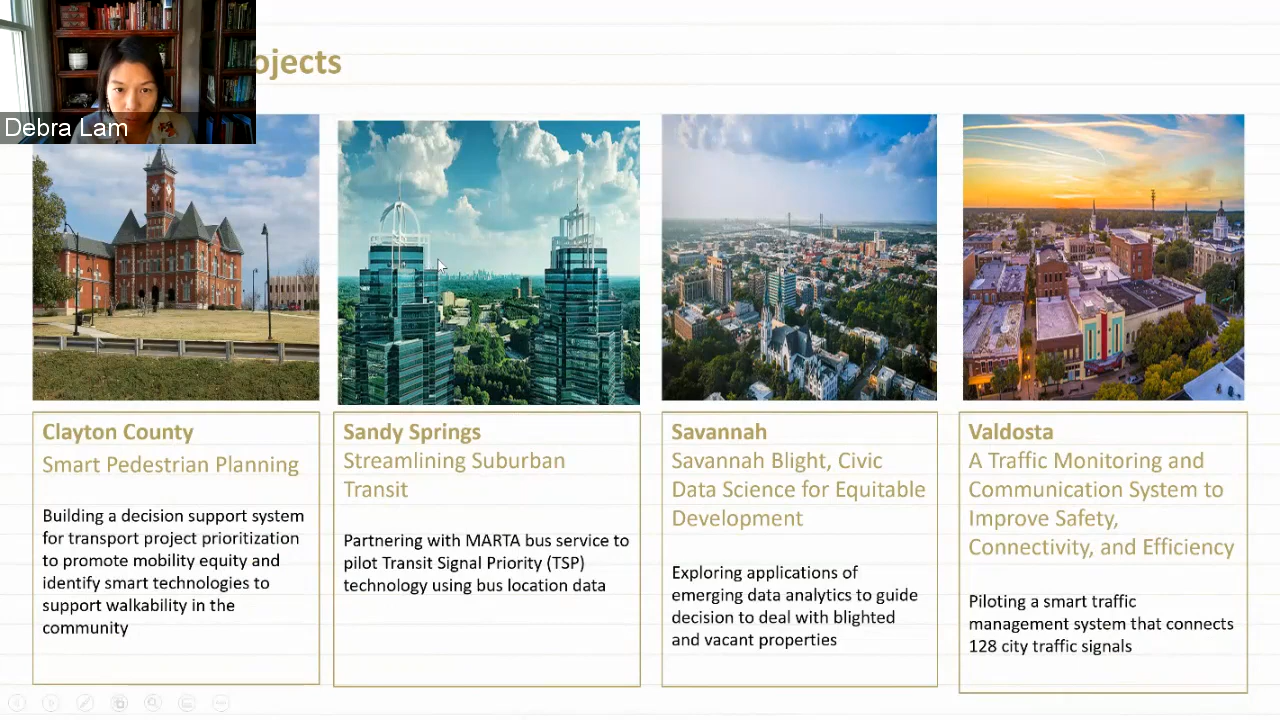 ojects
Debra Lam
Clayton County
Smart Pedestrian Planning
Building a decision support system
for transport project prioritization
to promote mobility equity and
identify smart technologies to
support walkability in the
community
Sandy Springs
Streamlining Suburban
Transit
Partnering with MARTA bus service to
pilot Transit Signal Priority (TSP)
technology using bus location data
Savannah
Savannah Blight, Civic
Data Science for Equitable
Development
Exploring applications of
emerging data analytics to guide
decision to deal with blighted
and vacant properties
Valdosta
A Traffic Monitoring and
Communication System to
Improve Safety,
Connectivity, and Efficiency
Piloting a smart traffic
management system that connects
128 city traffic signals